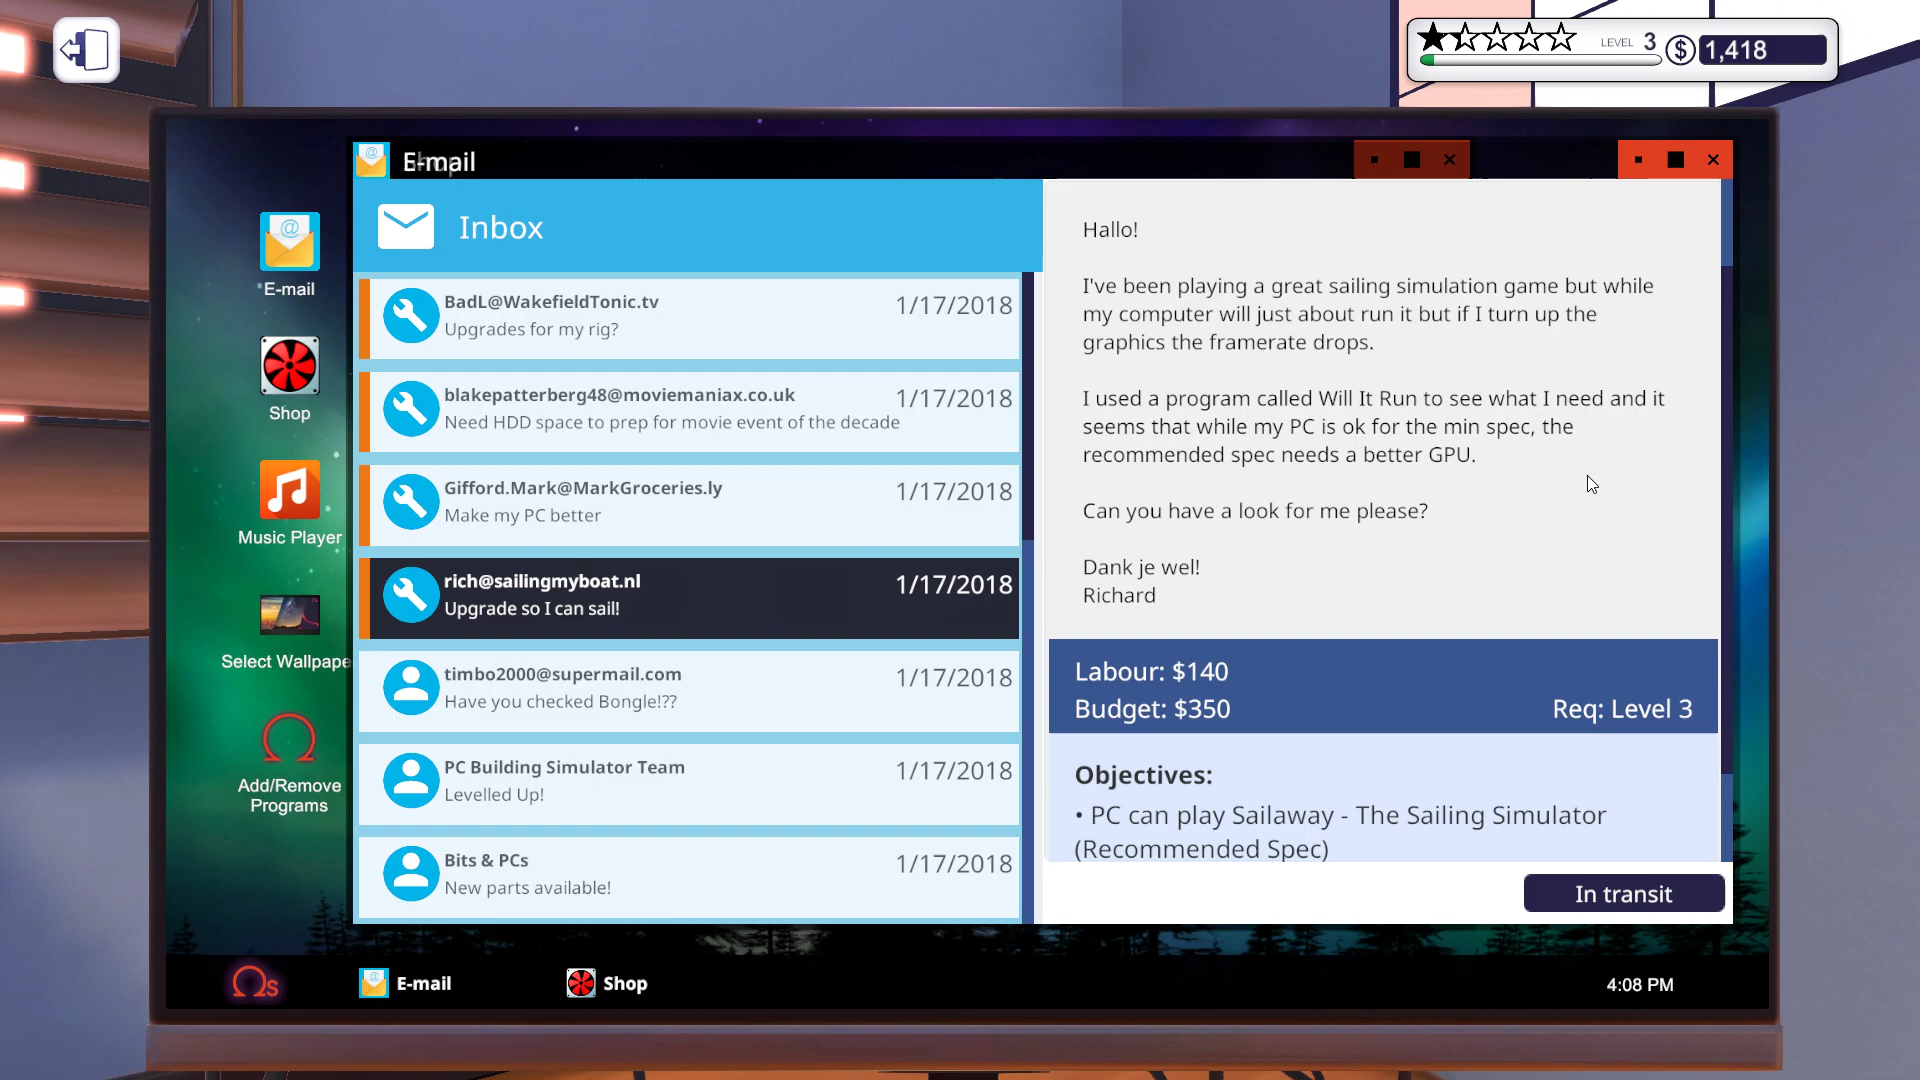 LEVEL 3 $ 1,418
E-mail
Inbox
BadL@WakefieldTonic.tv 1/17/2018
Upgrades for my rig?
blakepatterberg48@moviemaniax.co.uk 1/17/2018
Need HDD space to prep for movie event of the decade
Gifford.Mark@MarkGroceries.ly 1/17/2018
Make my PC better
rich@sailingmyboat.nl 1/17/2018
Upgrade so I can sail!
timbo2000@supermail.com 1/17/2018
Have you checked Bongle!??
PC Building Simulator Team 1/17/2018
Levelled Up!
Bits & PCs 1/17/2018
New parts available!
Hallo!
I've been playing a great sailing simulation game but while
my computer will just about run it but if I turn up the
graphics the framerate drops.
I used a program called Will It Run to see what I need and it
seems that while my PC is ok for the min spec, the
recommended spec needs a better GPU.
Can you have a look for me please?
Dank je wel!
Richard
Labour: $140
Budget: $350 Req: Level 3
Objectives:
• PC can play Sailaway - The Sailing Simulator
(Recommended Spec)
In transit
E-mail
Shop
Music Player
Select Wallpape
Add/Remove
Programs
Ωs
E-mail
Shop
4:08 PM